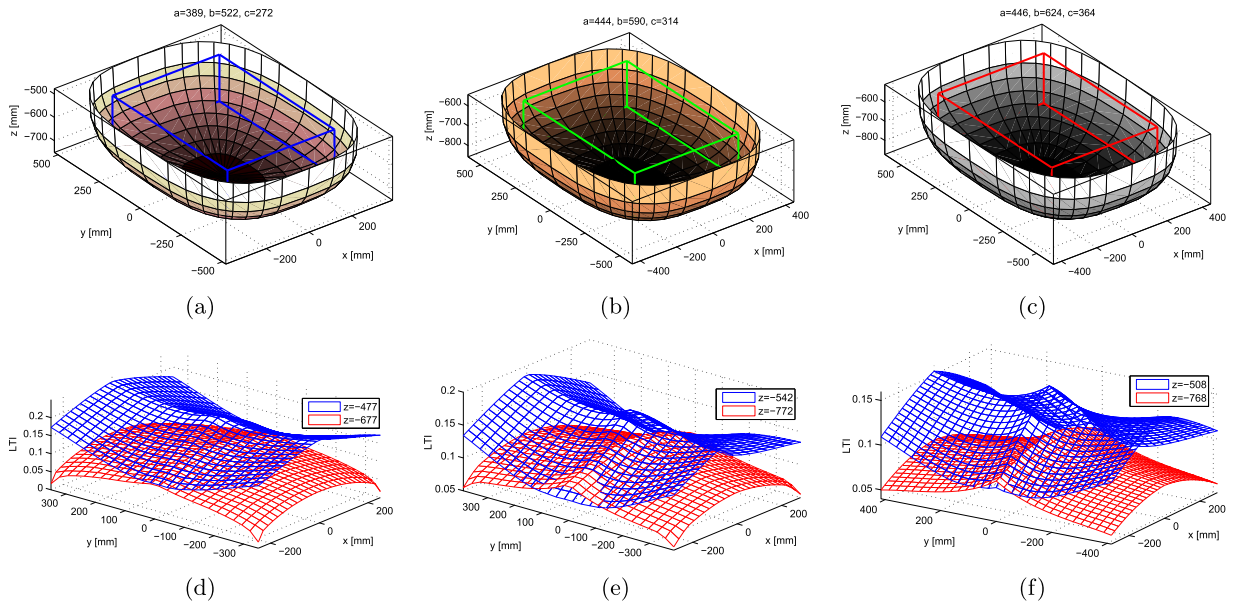 a=389, b=522, c=272
−500
−600
−700
z [mm]
500
250
0
−250
−500
y [mm]
−200
0
200
x [mm]
(a)
a=444, b=590, c=314
−600
−700
−800
z [mm]
500
250
0
−250
−500
y [mm]
−400
−200
0
200
400
x [mm]
(b)
a=446, b=624, c=364
−600
−700
−800
z [mm]
500
250
0
−250
−500
y [mm]
−400
−200
0
200
400
x [mm]
(c)
z=−477
z=−677
0.2
0.15
0.1
0.05
0
LTI
300
200
100
0
−100
−200
−300
y [mm]
−200
0
200
x [mm]
(d)
z=−542
z=−772
0.2
0.15
0.1
0.05
LTI
300
200
100
0
−100
−200
−300
y [mm]
−200
0
200
x [mm]
(e)
z=−508
z=−768
0.15
0.1
0.05
LTI
400
200
0
−200
−400
y [mm]
−200
0
200
x [mm]
(f)